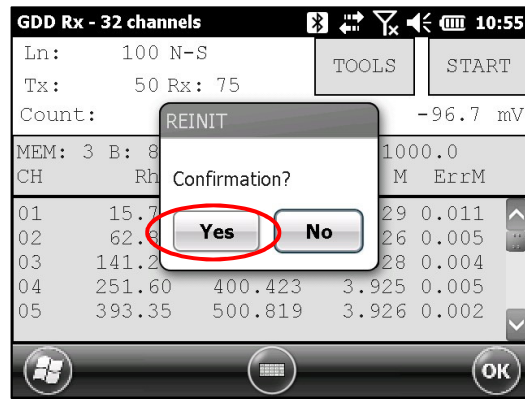 GDD Rx - 32 channels 10:55
Ln: 100 N-S
TOOLS START
Tx: 50 Rx: 75
Count: -96.7 mV
REINIT
MEM: 3 B: 8 1000.0
CH Rh M ErrM
Confirmation?
01 15.7 29 0.011
02 62.8 26 0.005
Yes No
03 141.2 28 0.004
04 251.60 400.423 3.925 0.005
05 393.35 500.819 3.926 0.002
OK